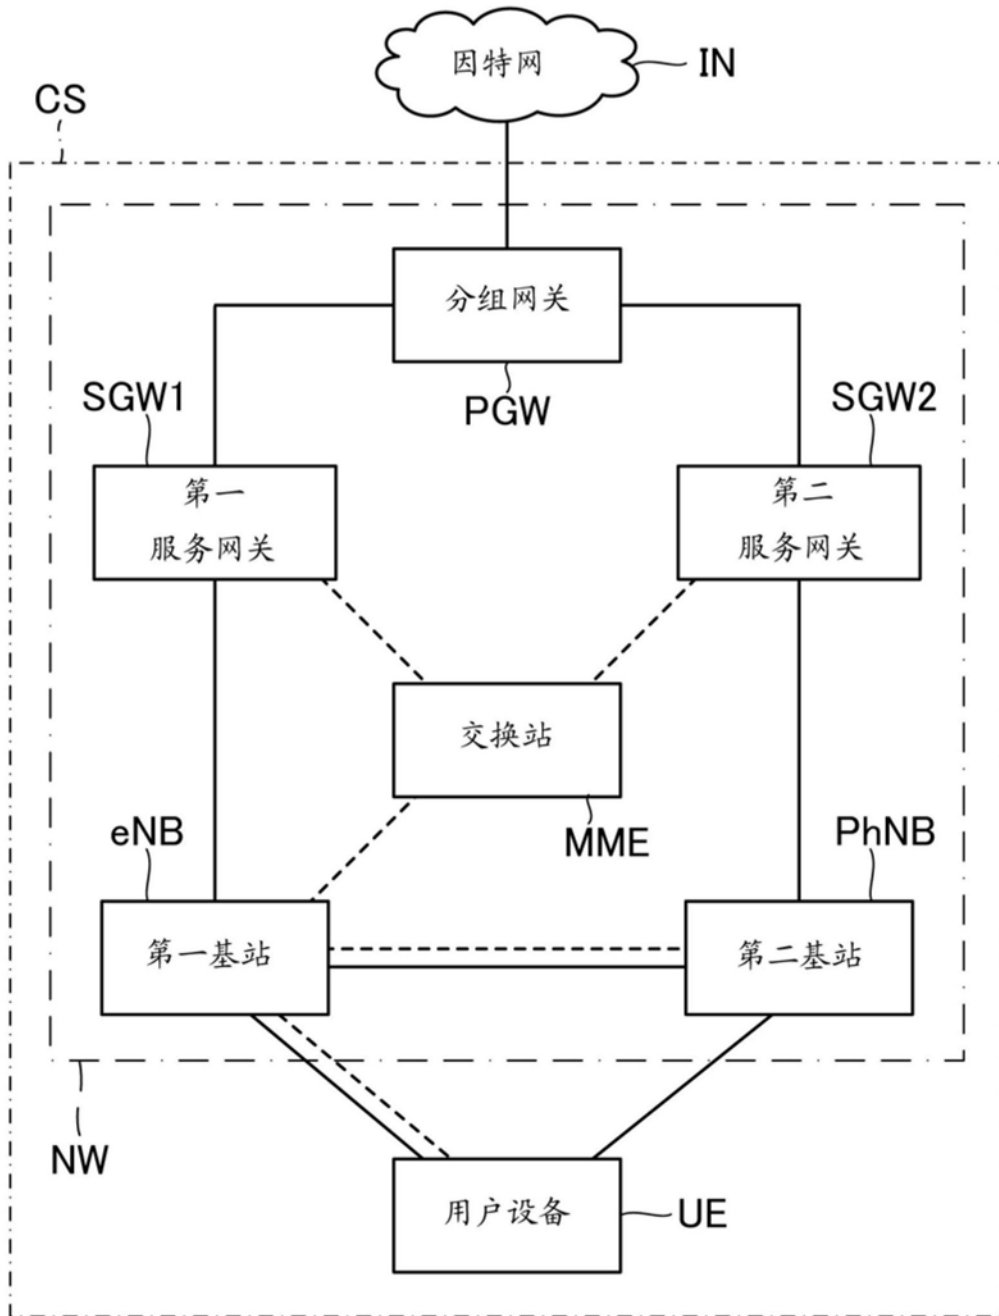 因特网
IN
CS
分组网关
PGW
SGW1
SGW2
第一
服务网关
第二
服务网关
交换站
MME
eNB
PhNB
第一基站
第二基站
NW
用户设备
UE